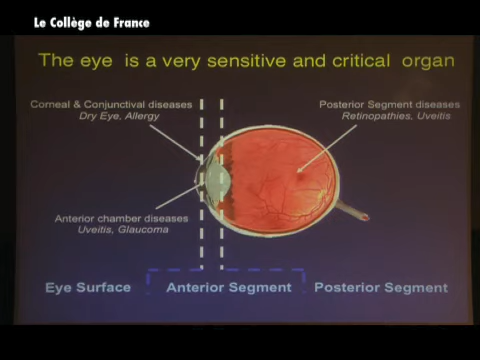 Le Collège de France
The eye is a very sensitive and critical organ
Corneal & Conjunctival diseases
Dry Eye, Allergy
Posterior Segment diseases
Retinopathies, Uveitis
Anterior chamber diseases
Uveitis, Glaucoma
Eye Surface
Anterior Segment
Posterior Segment